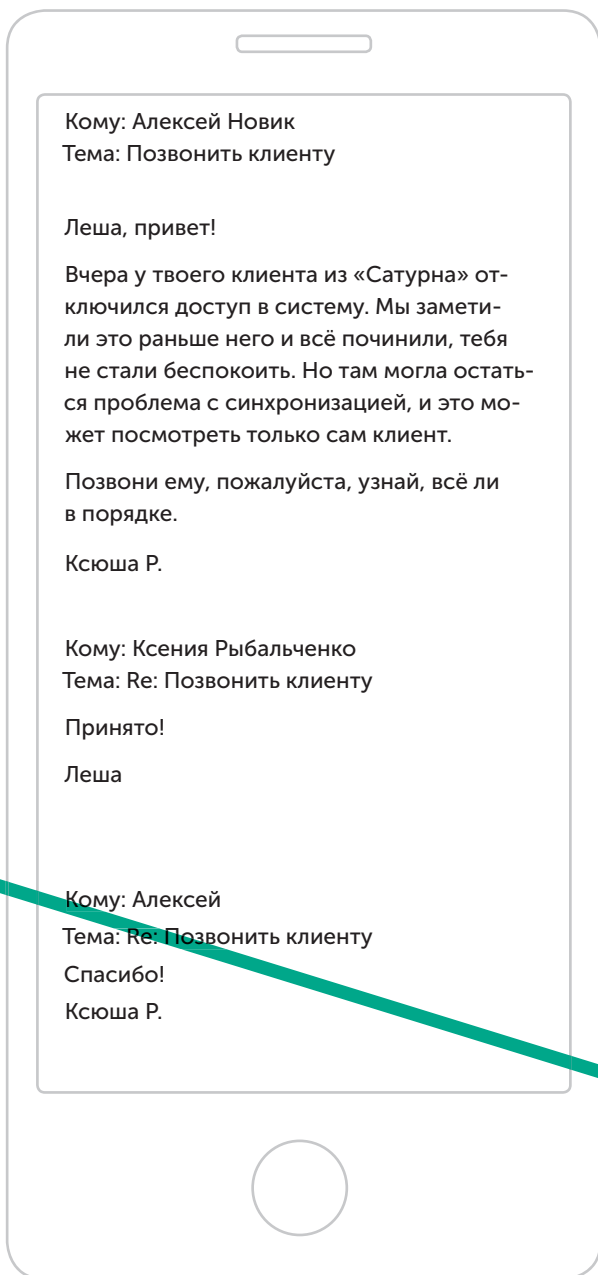 Кому: Алексей Новик
Тема: Позвонить клиенту
Леша, привет!
Вчера у твоего клиента из «Сатурна» от-
ключился доступ в систему. Мы замети-
ли это раньше него и всё починили, тебя
не стали беспокоить. Но там могла остать-
ся проблема с синхронизацией, и это мо-
жет посмотреть только сам клиент.
Позвони ему, пожалуйста, узнай, всё ли
в порядке.
Ксюша Р.
Кому: Ксения Рыбальченко
Тема: Re: Позвонить клиенту
Принято!
Леша
Кому: Алексей
Тема: Re: Позвонить клиенту
Спасибо!
Ксюша Р.